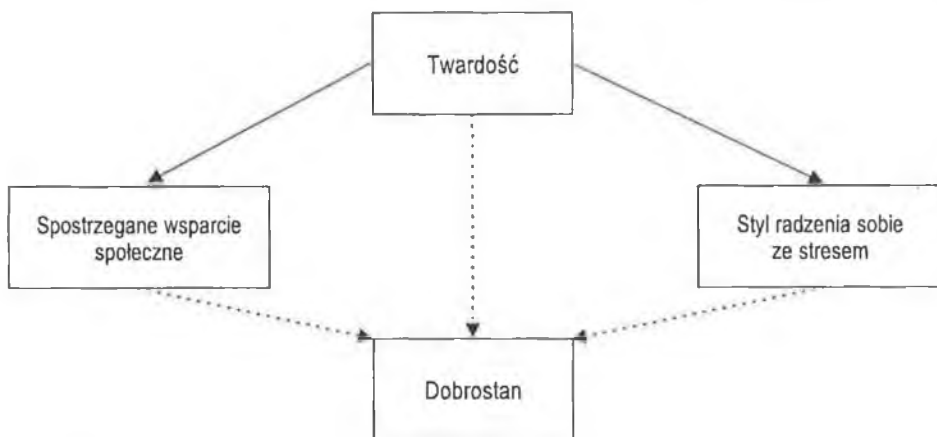 Twardość
Spostrzegane wsparcie
społeczne
Styl radzenia sobie
ze stresem
Dobrostan